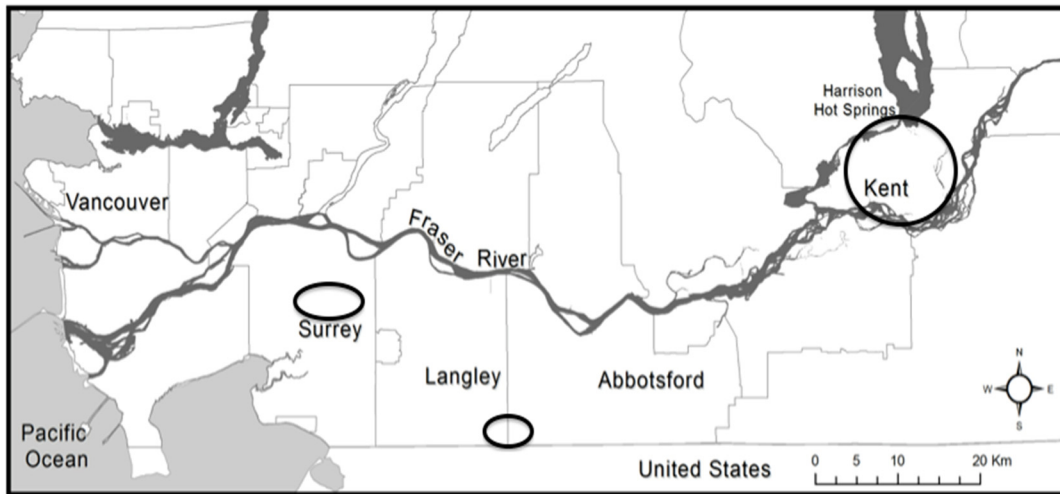 Harrison
Hot Springs
Kent
Vancouver
Fraser
River
Surrey
Langley
Abbotsford
N
W
E
S
Pacific
Ocean
United States
0 5 10 20 Km